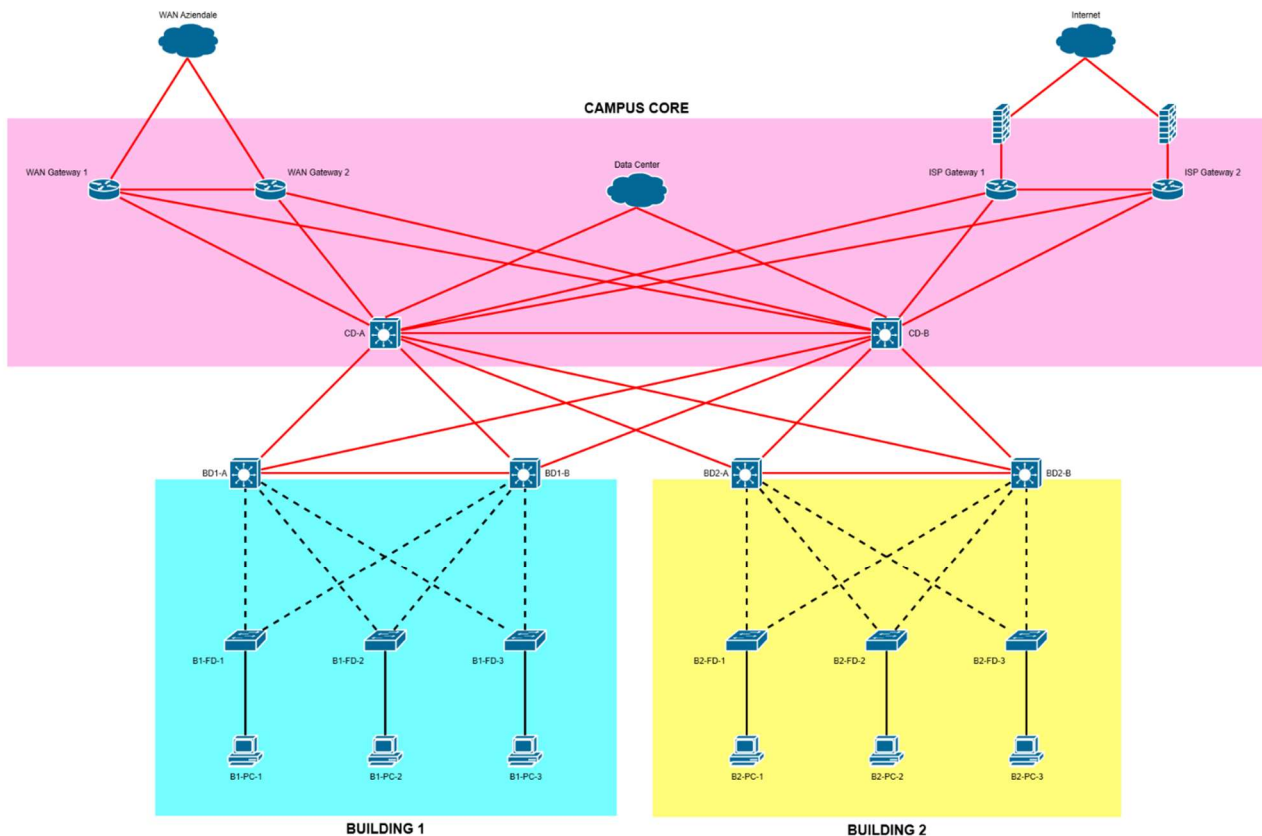 WAN Aziendale
Internet
CAMPUS CORE
WAN Gateway 1
WAN Gateway 2
Data Center
ISP Gateway 1
ISP Gateway 2
CD-A
CD-B
BD1-A
BD1-B
BD2-A
BD2-B
B1-FD-1
B1-FD-2
B1-FD-3
B2-FD-1
B2-FD-2
B2-FD-3
B1-PC-1
B1-PC-2
B1-PC-3
B2-PC-1
B2-PC-2
B2-PC-3
BUILDING 1
BUILDING 2